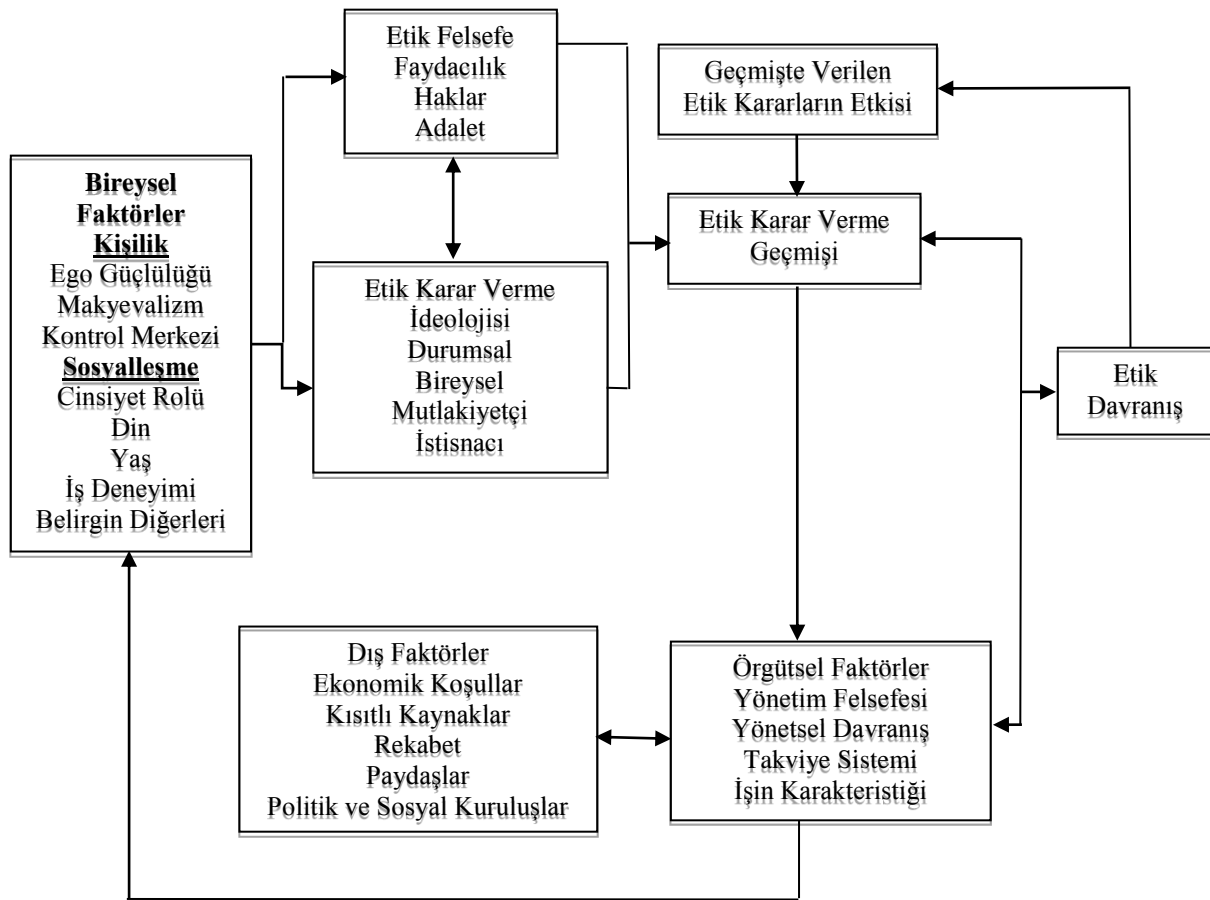 Bireysel
Faktörler
Kişilik
Ego Güçlülüğü
Makyevalizm
Kontrol Merkezi
Sosyalleşme
Cinsiyet Rolü
Din
Yaş
İş Deneyimi
Belirgin Diğerleri
Etik Felsefe
Faydacılık
Haklar
Adalet
Etik Karar Verme
İdeolojisi
Durumsal
Bireysel
Mutlakiyetçi
İstisnacı
Geçmişte Verilen
Etik Kararların Etkisi
Etik Karar Verme
Geçmişi
Etik
Davranış
Dış Faktörler
Ekonomik Koşullar
Kısıtlı Kaynaklar
Rekabet
Paydaşlar
Politik ve Sosyal Kuruluşlar
Örgütsel Faktörler
Yönetim Felsefesi
Yönetsel Davranış
Takviye Sistemi
İşin Karakteristiği